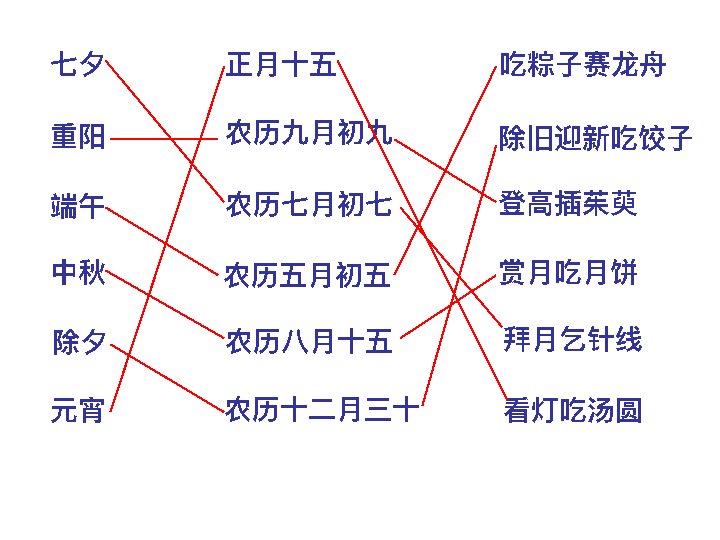 七夕 正月十五 吃粽子赛龙舟
重阳 农历九月初九 除旧迎新吃饺子
端午 农历七月初七 登高插茱萸
中秋 农历五月初五 赏月吃月饼
除夕 农历八月十五 拜月乞针线
元宵 农历十二月三十 看灯吃汤圆